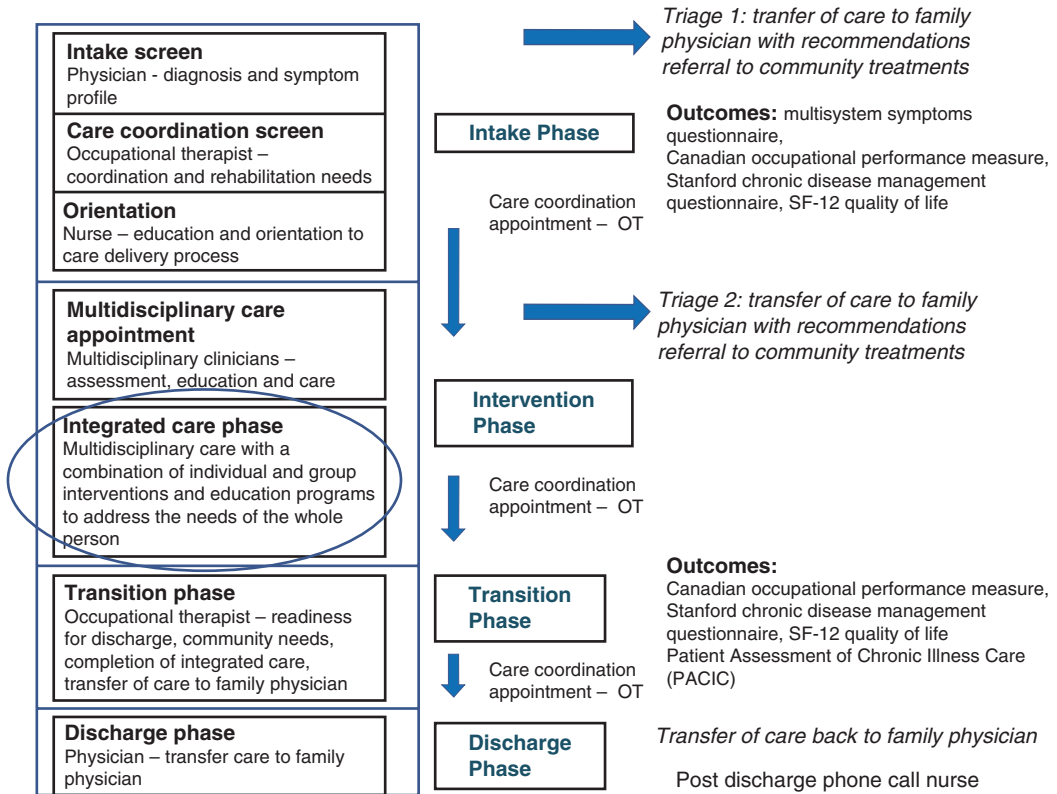 Intake screen
Physician - diagnosis and symptom
profile
Care coordination screen
Occupational therapist –
coordination and rehabilitation needs
Orientation
Nurse – education and orientation to
care delivery process
Multidisciplinary care
appointment
Multidisciplinary clinicians –
assessment, education and care
Integrated care phase
Multidisciplinary care with a
combination of individual and group
interventions and education programs
to address the needs of the whole
person
Transition phase
Occupational therapist – readiness
for discharge, community needs,
completion of integrated care,
transfer of care to family physician
Discharge phase
Physician – transfer care to family
physician
Intake Phase
Care coordination
appointment – OT
Intervention
Phase
Care coordination
appointment – OT
Transition
Phase
Care coordination
appointment – OT
Discharge
Phase
Triage 1: tranfer of care to family
physician with recommendations
referral to community treatments
Outcomes: multisystem symptoms
questionnaire,
Canadian occupational performance measure,
Stanford chronic disease management
questionnaire, SF-12 quality of life
Triage 2: transfer of care to family
physician with recommendations
referral to community treatments
Outcomes:
Canadian occupational performance measure,
Stanford chronic disease management
questionnaire, SF-12 quality of life
Patient Assessment of Chronic Illness Care
(PACIC)
Transfer of care back to family physician
Post discharge phone call nurse